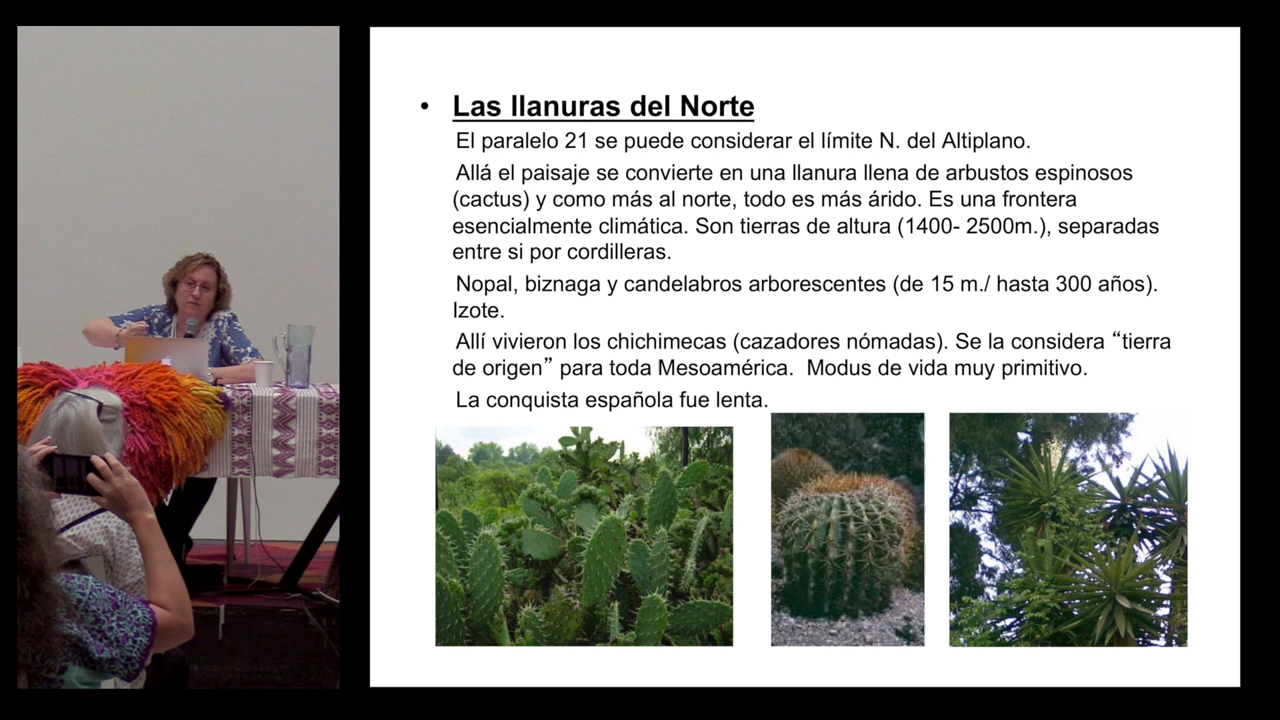 • Las llanuras del Norte
El paralelo 21 se puede considerar el límite N. del Altiplano.
Allá el paisaje se convierte en una llanura llena de arbustos espinosos
(cactus) y como más al norte, todo es más árido. Es una frontera
esencialmente climática. Son tierras de altura (1400- 2500m.), separadas
entre si por cordilleras.
Nopal, biznaga y candelabros arborescentes (de 15 m./ hasta 300 años).
Izote.
Allí vivieron los chichimecas (cazadores nómadas). Se la considera “tierra
de origen” para toda Mesoamérica. Modus de vida muy primitivo.
La conquista española fue lenta.